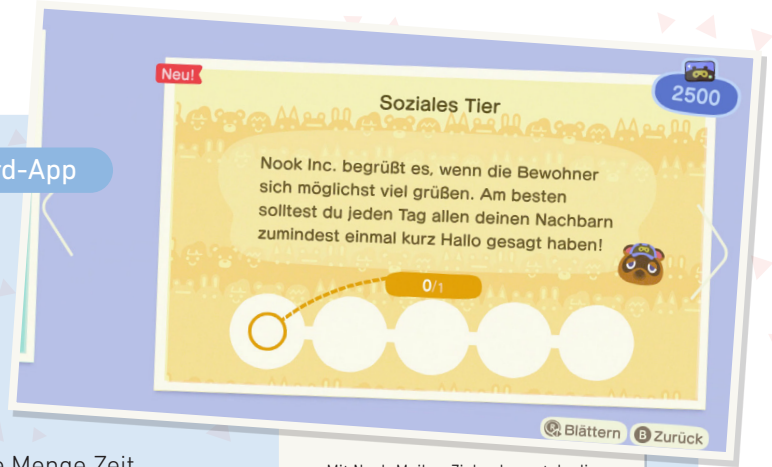 Neu!
Soziales Tier
2500
d-App
Nook Inc. begrüßt es, wenn die Bewohner
sich möglichst viel grüßen. Am besten
solltest du jeden Tag allen deinen Nachbarn
zumindest einmal kurz Hallo gesagt haben!
0/1
R Blättern B Zurück
Menge Zeit